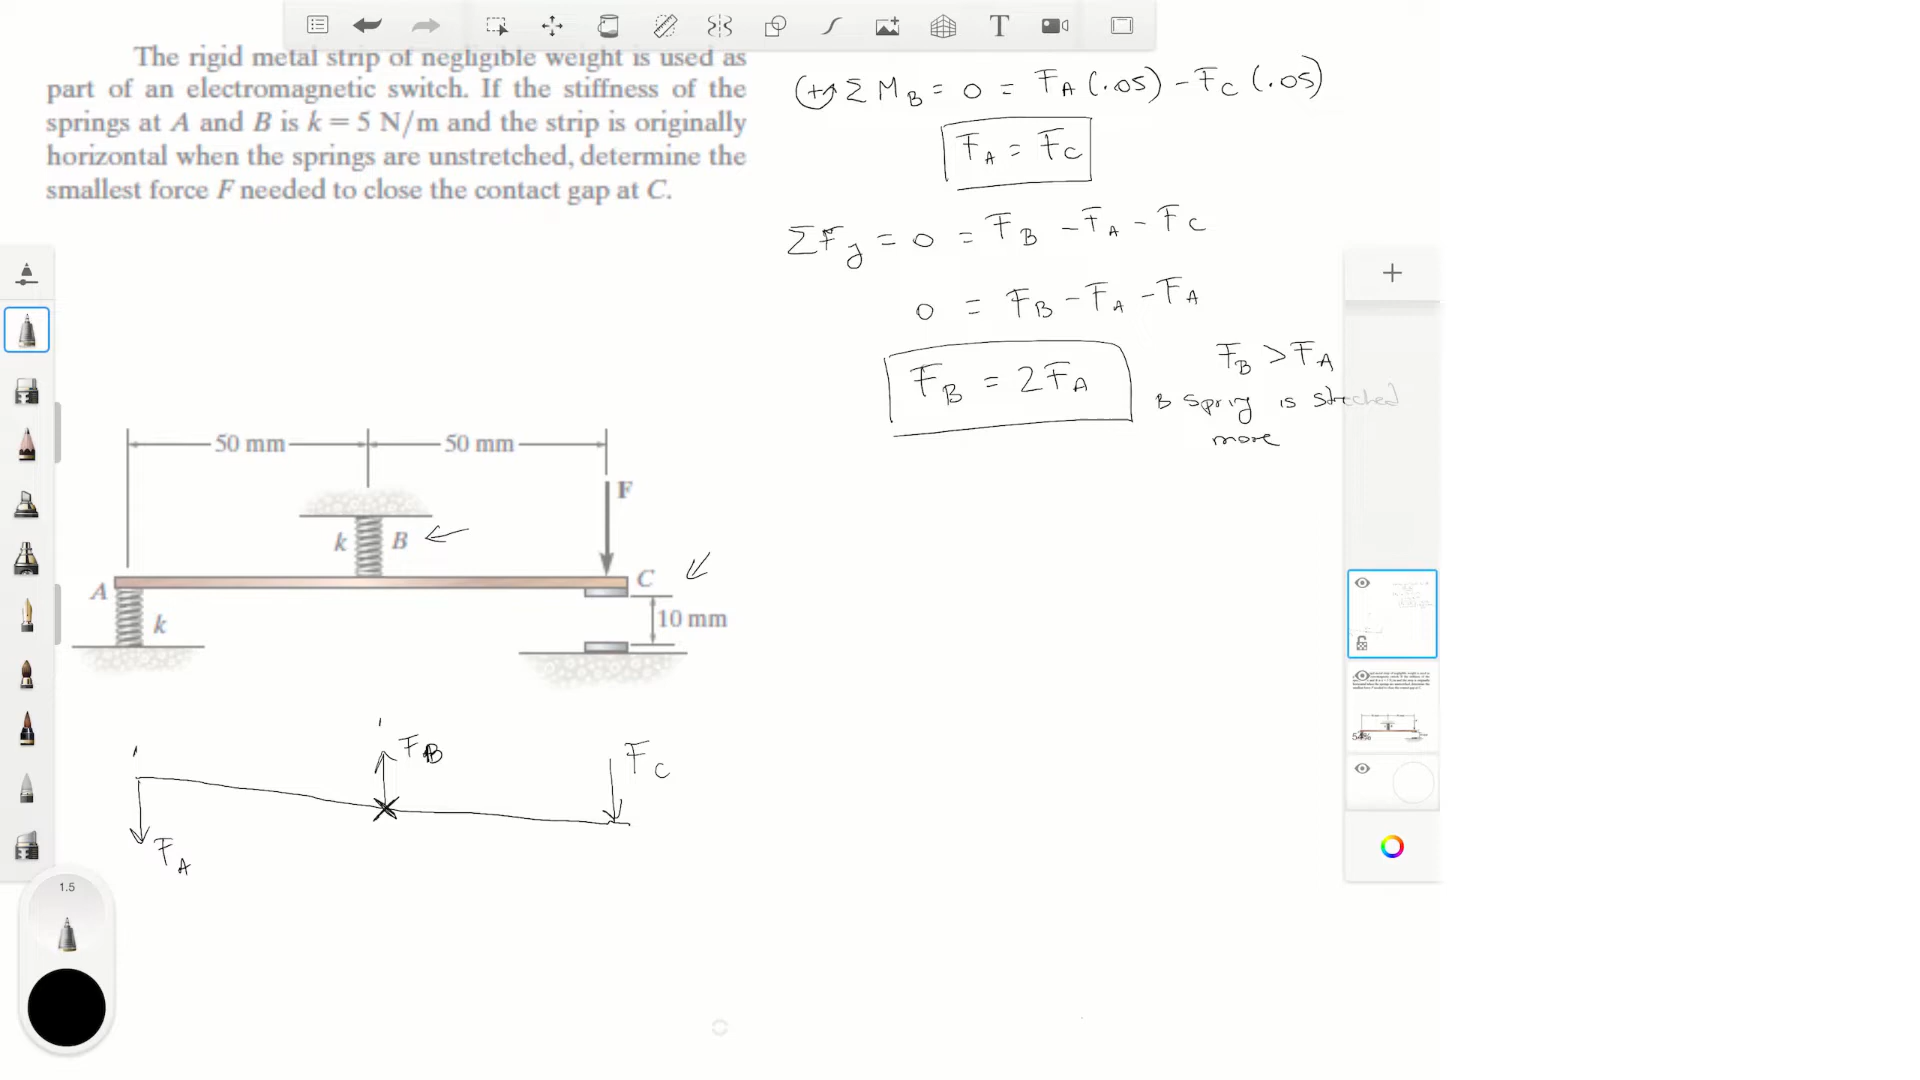 The rigid metal strip of negligible weight is used as
part of an electromagnetic switch. If the stiffness of the
springs at A and B is k = 5 N/m and the strip is originally
horizontal when the springs are unstretched, determine the
smallest force F needed to close the contact gap at C.
(+ Σ M_B = 0 = F_A (.05) - F_C (.05)
F_A = F_C
ΣF_y = 0 = F_B - F_A - F_C
0 = F_B - F_A - F_A
F_B = 2F_A
F_B > F_A
B spring is stretched
more
50 mm
50 mm
F
k B
A
C
k
10 mm
F_B
F_C
F_A
T
1.5